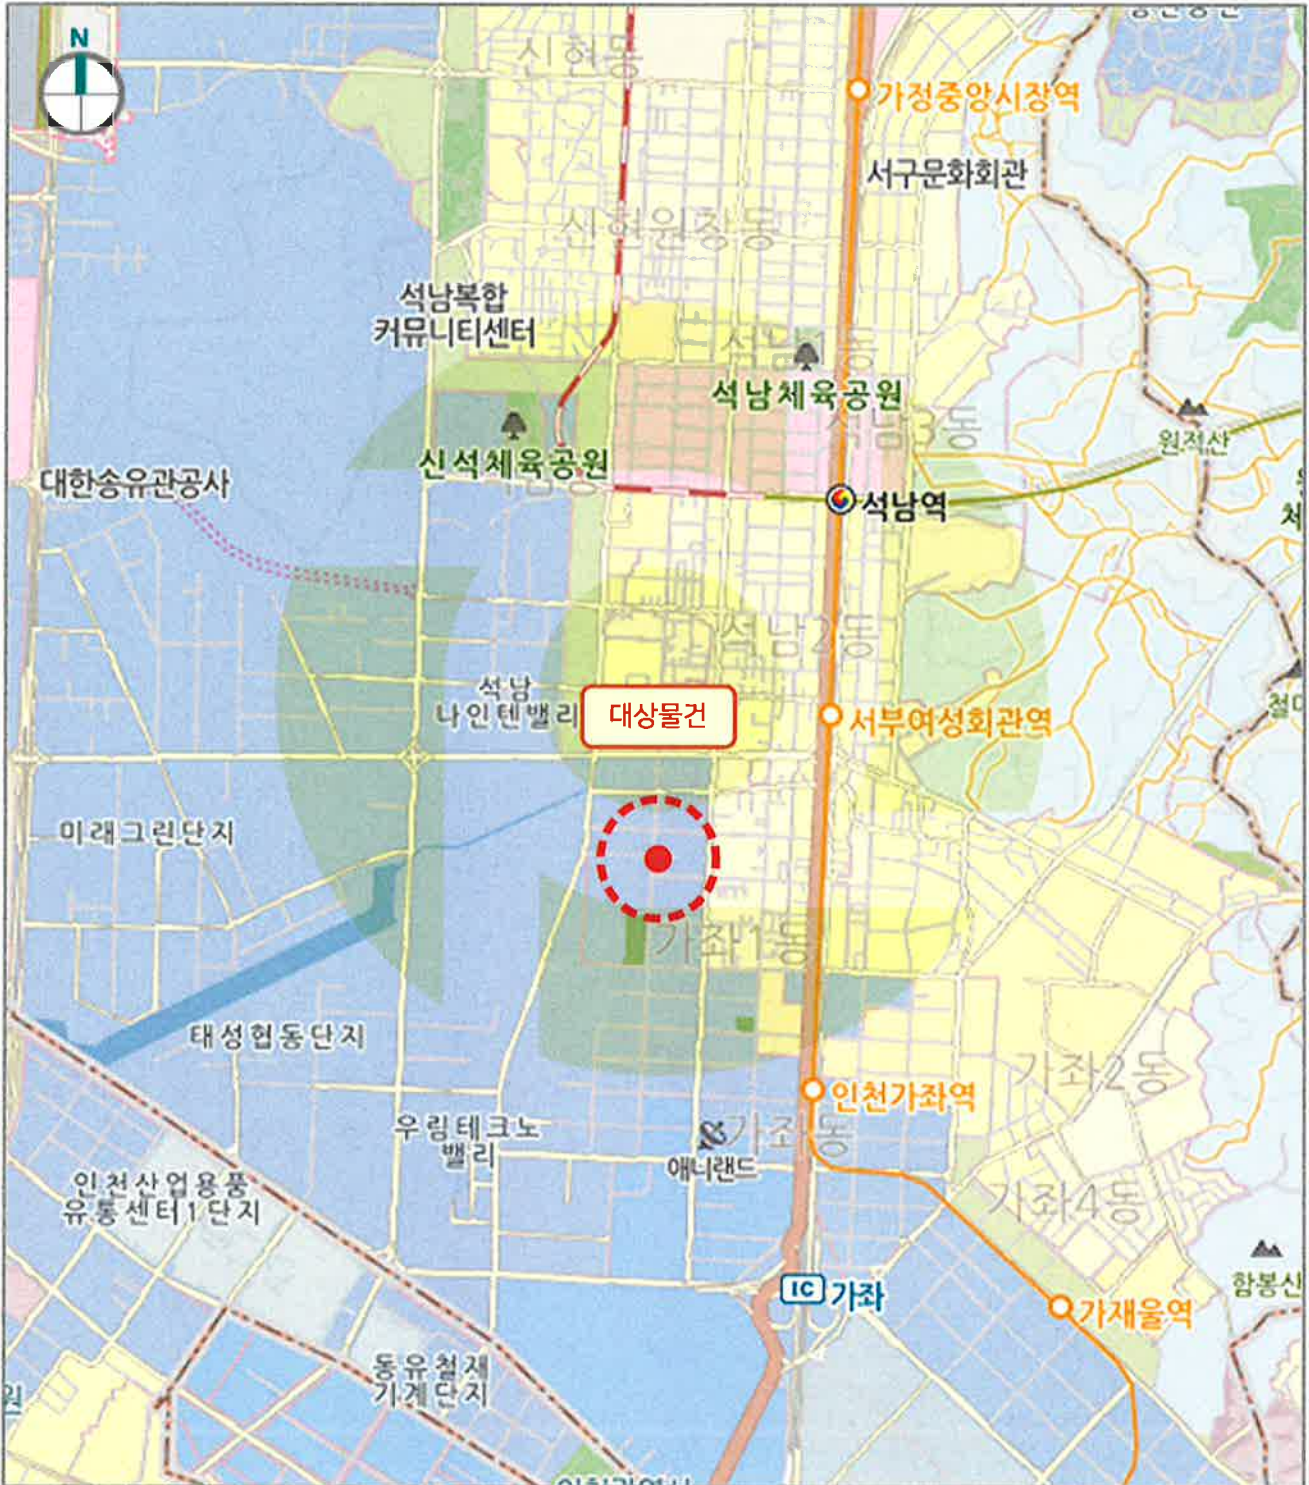 N
신현동
가정중앙시장역
서구문화회관
신현원창동
석남복합
커뮤니티센터
석남1동
석남체육공원
석남3동
원적산
신석체육공원
대한송유관공사
석남역
석남2동
석남
나인텐밸리
대상물건
서부여성회관역
미래그린단지
가좌1동
태성협동단지
가좌2동
인천가좌역
우림테크노
밸리
가좌동
애니랜드
인천산업용품
유통센터1단지
가좌4동
IC 가좌
함봉산
가재울역
동유철재
기계단지